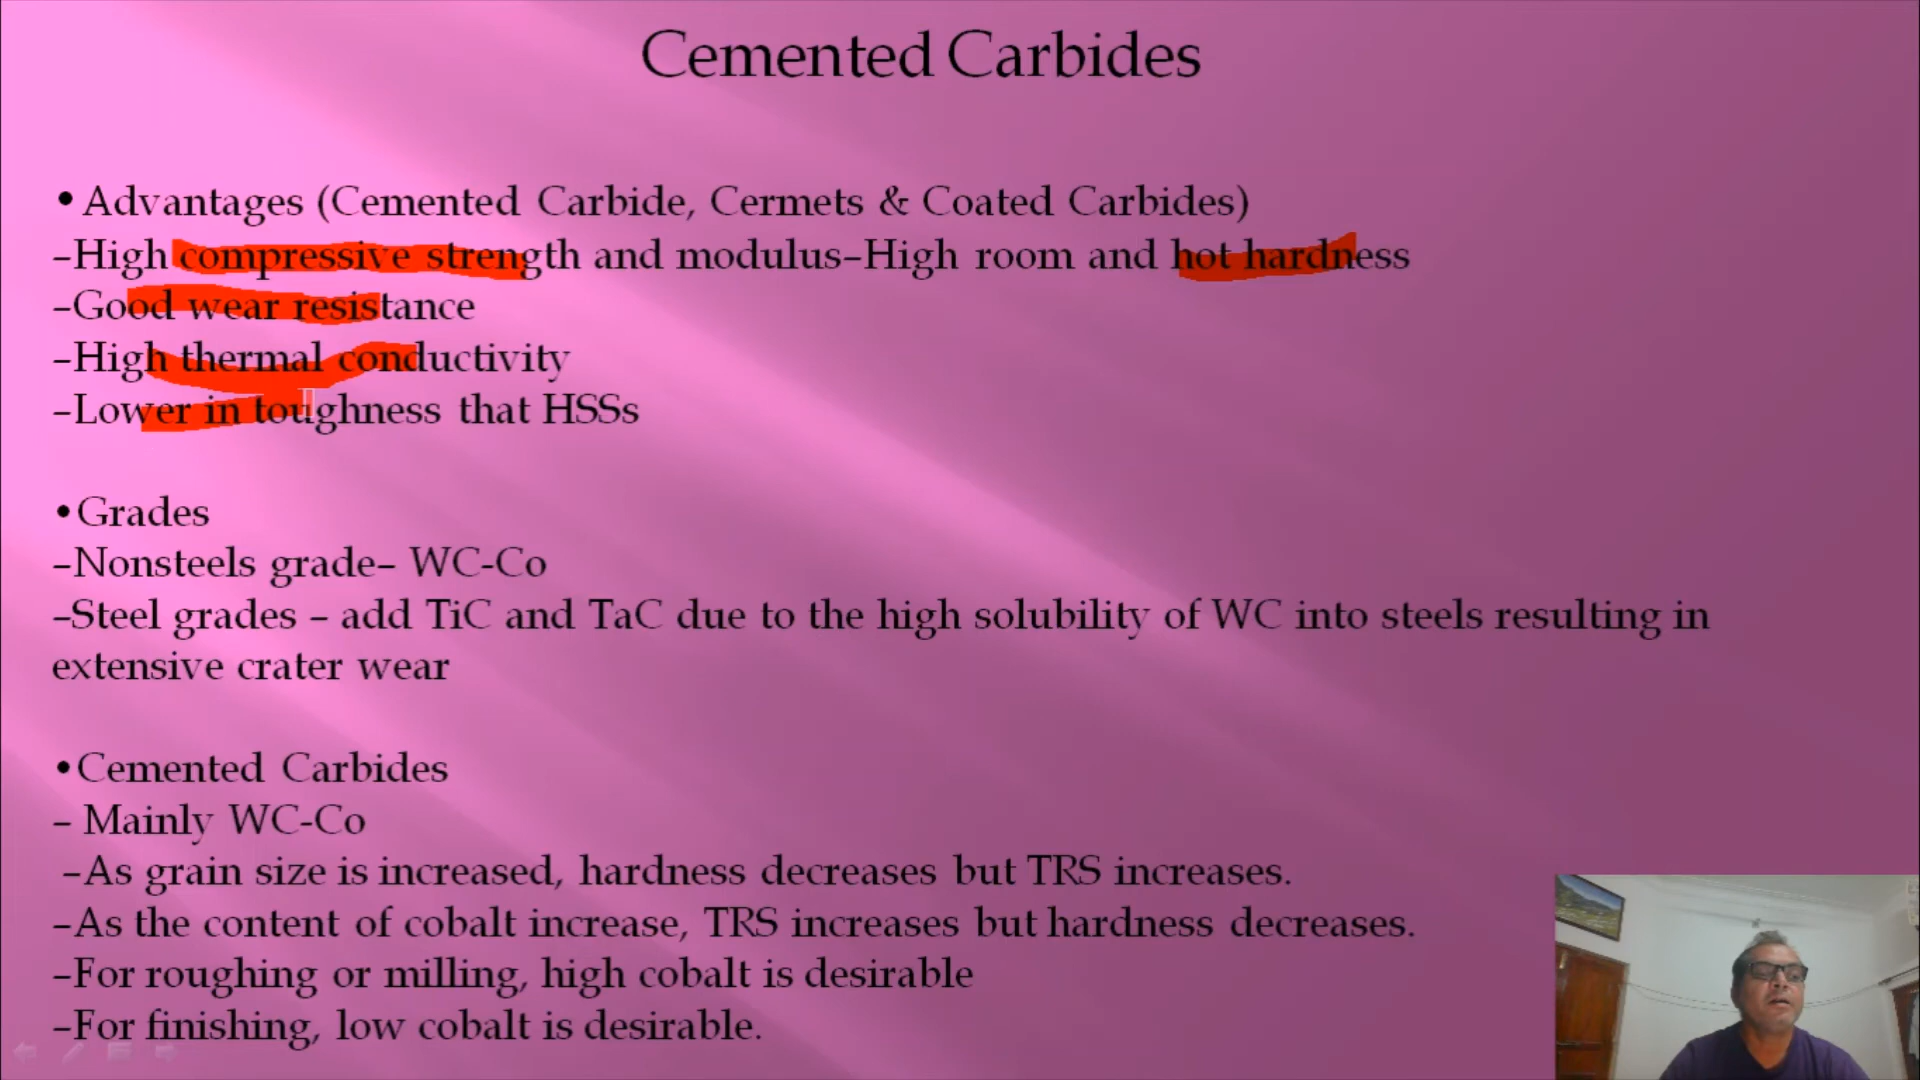 Cemented Carbides
•Advantages (Cemented Carbide, Cermets & Coated Carbides)
–High compressive strength and modulus–High room and hot hardness
–Good wear resistance
–High thermal conductivity
–Lower in toughness that HSSs
•Grades
–Nonsteels grade– WC-Co
–Steel grades – add TiC and TaC due to the high solubility of WC into steels resulting in
extensive crater wear
•Cemented Carbides
– Mainly WC-Co
–As grain size is increased, hardness decreases but TRS increases.
–As the content of cobalt increase, TRS increases but hardness decreases.
–For roughing or milling, high cobalt is desirable
–For finishing, low cobalt is desirable.